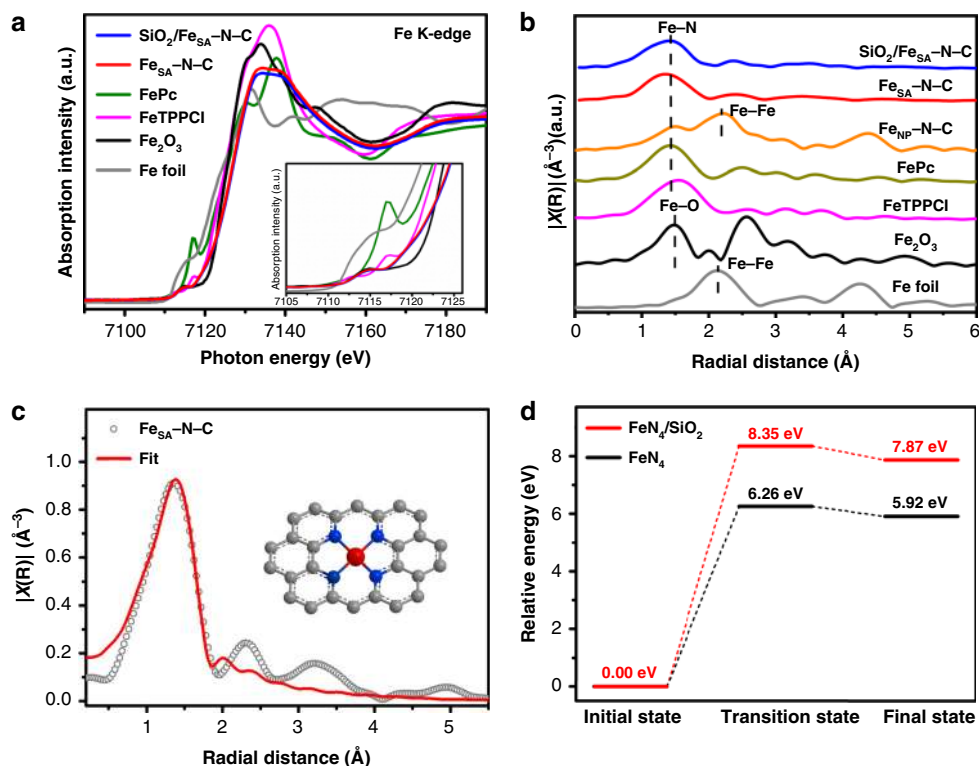 a
Fe K-edge
SiO2/FeSA–N–C
FeSA–N–C
FePc
FeTPPCl
Fe2O3
Fe foil
Absorption intensity (a.u.)
Absorption intensity (a.u.)
7105 7110 7115 7120 7125
Photon energy (eV)
7100 7120 7140 7160 7180
Photon energy (eV)
b
Fe–N
SiO2/FeSA–N–C
FeSA–N–C
Fe–Fe
FeNP–N–C
FePc
FeTPPCl
Fe–O
Fe2O3
Fe–Fe
Fe foil
|X(R)| (Å–3)(a.u.)
0 1 2 3 4 5 6
Radial distance (Å)
c
FeSA–N–C
Fit
|X(R)| (Å–3)
1.0
0.8
0.6
0.4
0.2
0.0
1 2 3 4 5
Radial distance (Å)
d
FeN4/SiO2
FeN4
8.35 eV
7.87 eV
6.26 eV
5.92 eV
0.00 eV
Relative energy (eV)
8
6
4
2
0
Initial state Transition state Final state